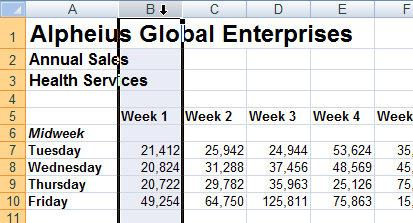 A B C D E F
1 Alpheius Global Enterprises
2 Annual Sales
3 Health Services
4
5 Week 1 Week 2 Week 3 Week 4 Week
6 Midweek
7 Tuesday 21,412 25,942 24,944 53,624 35,
8 Wednesday 20,824 31,288 37,456 48,569 45,
9 Thursday 20,722 29,782 35,963 25,126 75,
10 Friday 49,254 64,750 125,811 75,863 15,
11